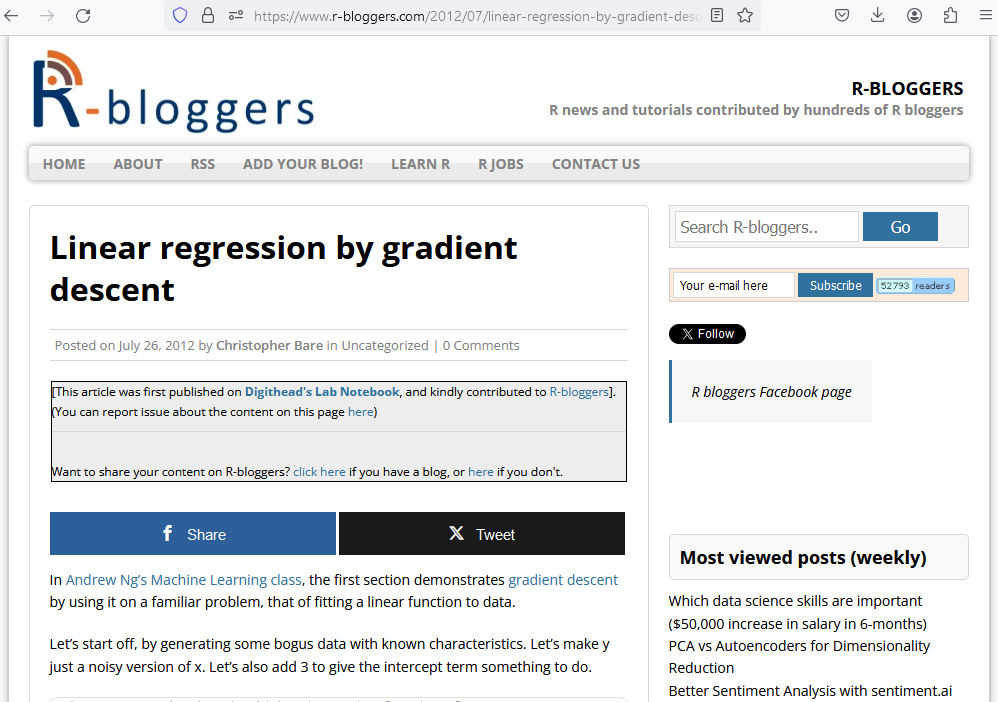 https://www.r-bloggers.com/2012/07/linear-regression-by-gradient-desc
R-bloggers
R-BLOGGERS
R news and tutorials contributed by hundreds of R bloggers
HOME ABOUT RSS ADD YOUR BLOG! LEARN R R JOBS CONTACT US
Linear regression by gradient
descent
Posted on July 26, 2012 by Christopher Bare in Uncategorized | 0 Comments
[This article was first published on Digithead's Lab Notebook, and kindly contributed to R-bloggers].
(You can report issue about the content on this page here)
Want to share your content on R-bloggers? click here if you have a blog, or here if you don't.
Share
Tweet
In Andrew Ng’s Machine Learning class, the first section demonstrates gradient descent
by using it on a familiar problem, that of fitting a linear function to data.
Let’s start off, by generating some bogus data with known characteristics. Let’s make y
just a noisy version of x. Let’s also add 3 to give the intercept term something to do.
Search R-bloggers.. Go
Your e-mail here Subscribe 52793 readers
X Follow
R bloggers Facebook page
Most viewed posts (weekly)
Which data science skills are important
($50,000 increase in salary in 6-months)
PCA vs Autoencoders for Dimensionality
Reduction
Better Sentiment Analysis with sentiment.ai